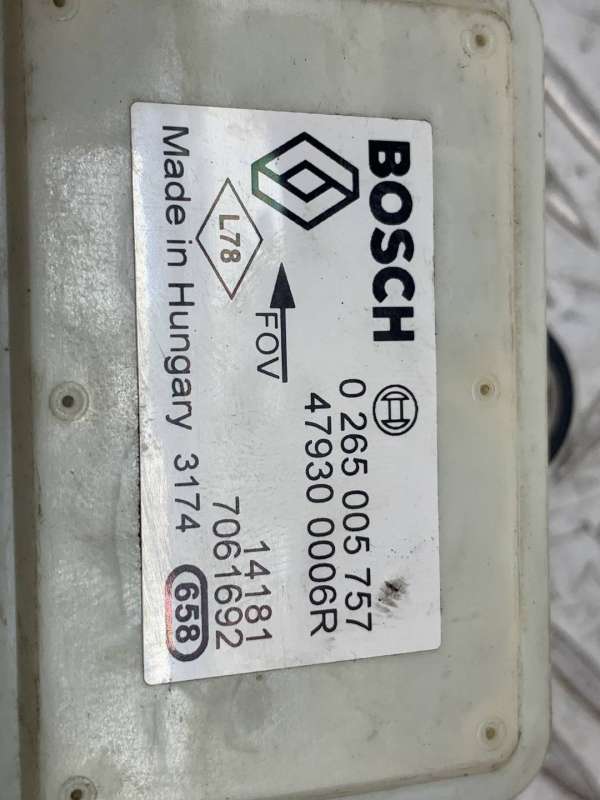 BOSCH
0 265 005 757
47930 0006R
FOV
L78
14181
7061692
Made in Hungary 3174 658